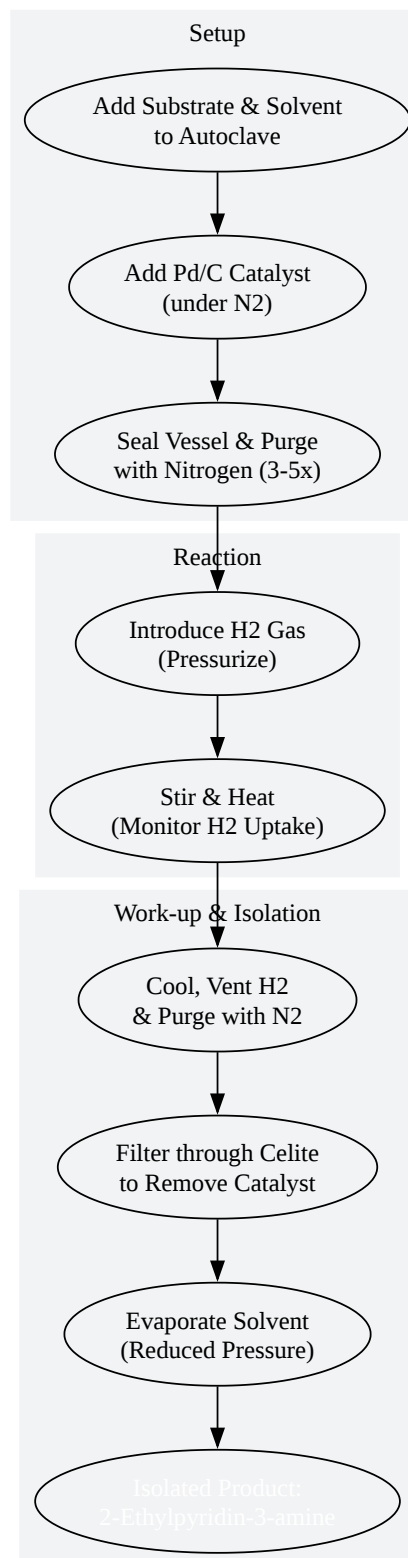 Setup
Add Substrate & Solvent
to Autoclave
Add Pd/C Catalyst
(under N2)
Seal Vessel & Purge
with Nitrogen (3-5x)
Reaction
Introduce H2 Gas
(Pressurize)
Stir & Heat
(Monitor H2 Uptake)
Work-up & Isolation
Cool, Vent H2
& Purge with N2
Filter through Celite
to Remove Catalyst
Evaporate Solvent
(Reduced Pressure)
Isolated Product:
2-Ethylpyridin-3-amine